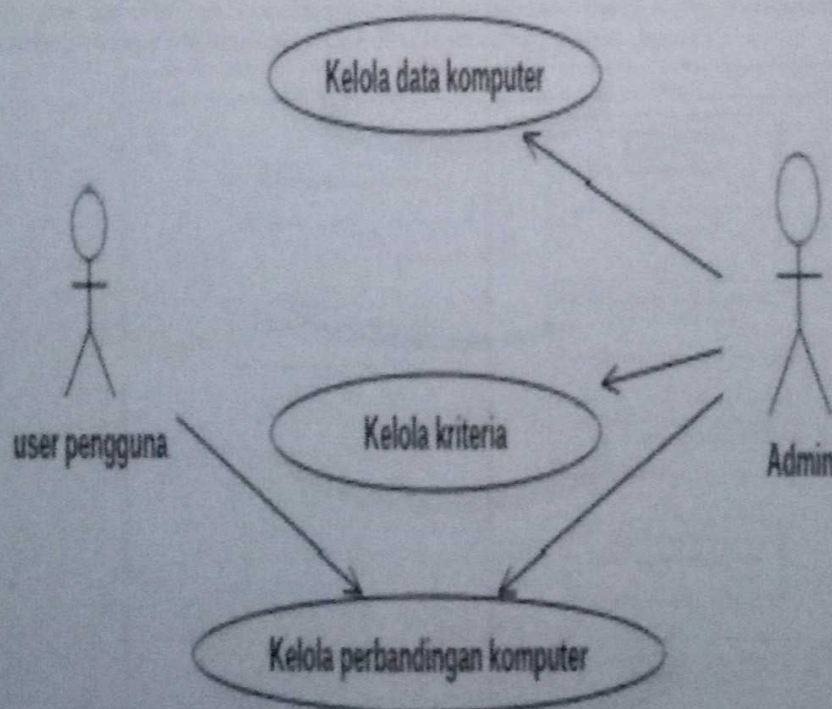 Kelola data komputer
user pengguna
Kelola kriteria
Admin
Kelola perbandingan komputer